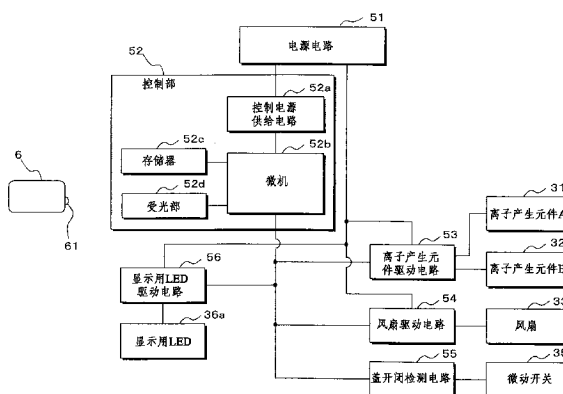 51
电源电路
52
控制部
52a
控制电源
供给电路
52c
存储器
52b
微机
52d
受光部
6
61
31
离子产生元件A
53
离子产生元
件驱动电路
32
离子产生元件B
56
显示用LED
驱动电路
54
风扇驱动电路
33
风扇
36a
显示用LED
55
盖开闭检测电路
35
微动开关